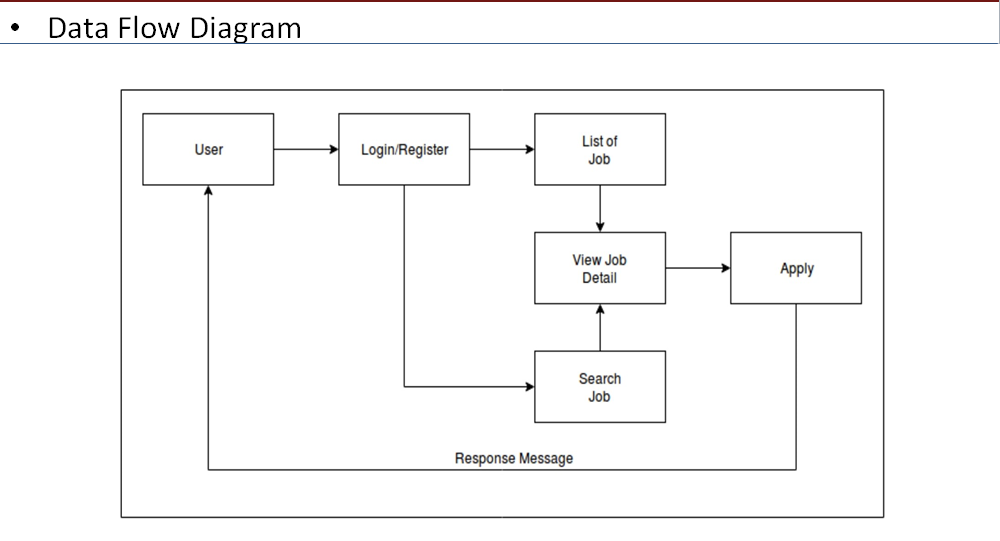 • Data Flow Diagram
User
Login/Register
List of
Job
View Job
Detail
Apply
Search
Job
Response Message